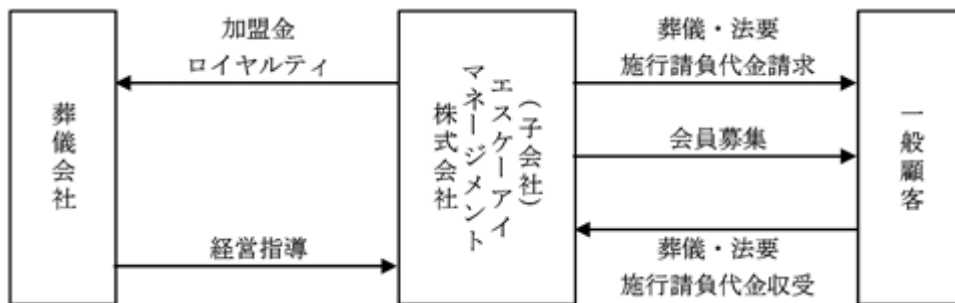 葬儀会社
加盟金
ロイヤルティ
経営指導
(子会社)
エスケーアイ
マネージメント
株式会社
葬儀・法要
施行請負代金請求
会員募集
葬儀・法要
施行請負代金収受
一般顧客